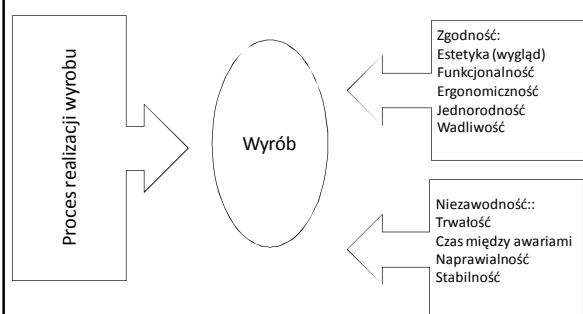 Proces realizacji wyrobu
Wyrób
Zgodność:
Estetyka (wygląd)
Funkcjonalność
Ergonomiczność
Jednorodność
Wadliwość
Niezawodność::
Trwałość
Czas między awariami
Naprawialność
Stabilność